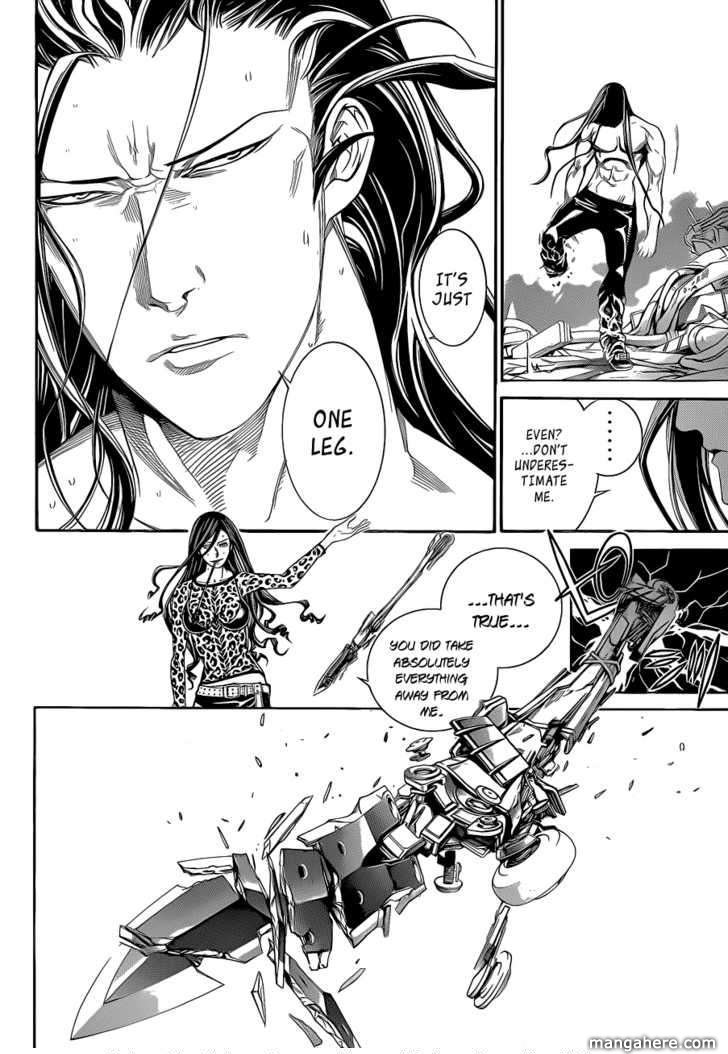 ......
EVEN?
...DON'T
UNDERES-
TIMATE
ME.
IT'S
JUST
ONE
LEG.
...THAT'S
TRUE...
YOU DID TAKE
ABSOLUTELY
EVERYTHING
AWAY FROM
ME.
mangahere.com